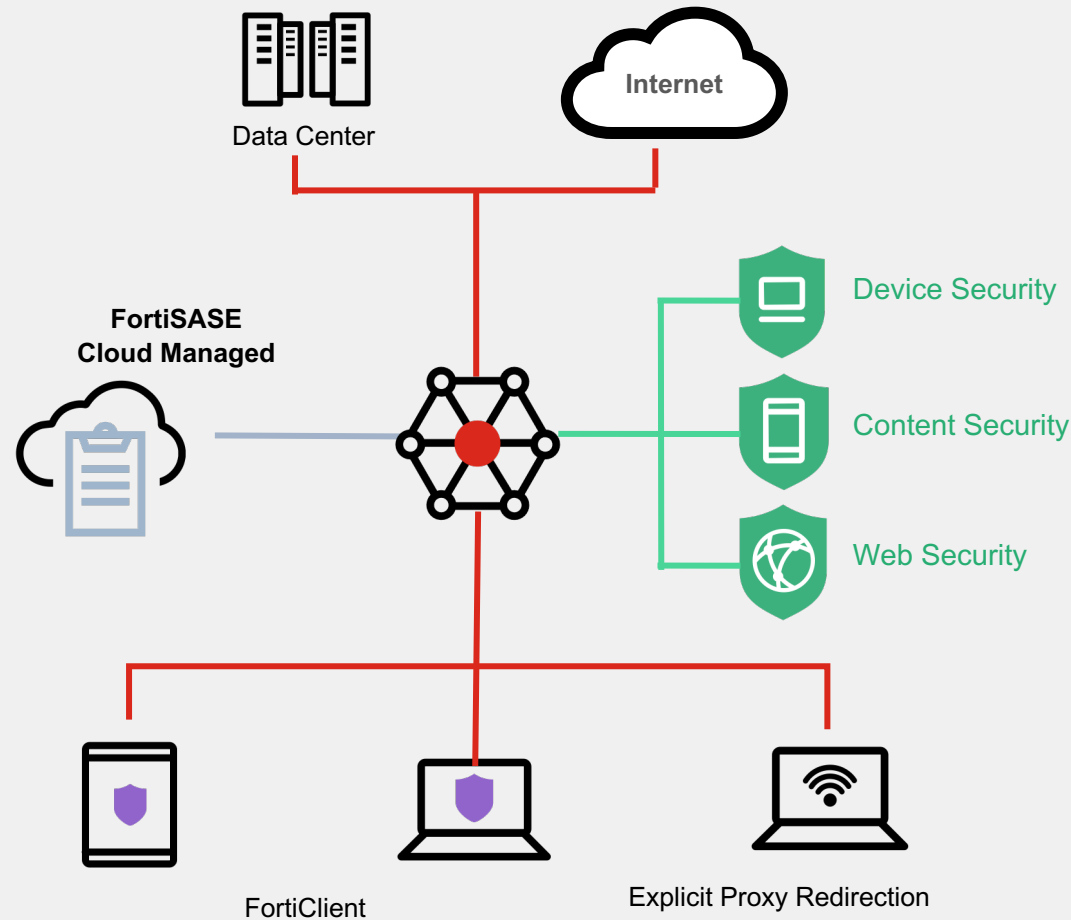 Internet
Data Center
FortiSASE
Cloud Managed
Device Security
Content Security
Web Security
FortiClient
Explicit Proxy Redirection